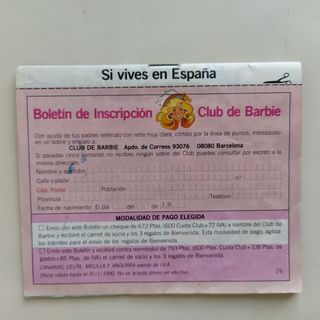 Si vives en España
Boletín de Inscripción Club de Barbie
Con ayuda de tus padres rellénalo con letra muy clara, córtalo por la línea de puntos, introdúcelo
en un sobre y envíalo a:
CLUB DE BARBIE Apdo. de Correos 93076 08080 Barcelona
Si pasadas cinco semanas no recibes ningún sobre del Club puedes consultar por escrito a la
misma dirección.
Nombre y apellidos
Calle o plaza
Cód. Postal Población
Provincia Teléfono
Fecha de nacimiento: El día del de 19
MODALIDAD DE PAGO ELEGIDA
Envío con este Boletín un cheque de 672 Ptas. (600 Cuota Club+72 IVA) a nombre del Club de
Barbie y recibiré el carnet de socia y los 3 regalos de Bienvenida. Esta modalidad de pago, agiliza
los trámites para el envío de los regalos de Bienvenida.
Envío este Boletín y recibiré contra reembolso de 793 Ptas. (600 Cuota Club+108 Ptas. de
gastos+85 Ptas. de IVA) el carnet de socia y los 3 regalos de Bienvenida.
CANARIAS, CEUTA, MELILLA Y ANDORRA exento de I.V.A.
Oferta válida hasta el 31/1/1990. No se acepta dinero en efectivo.
26